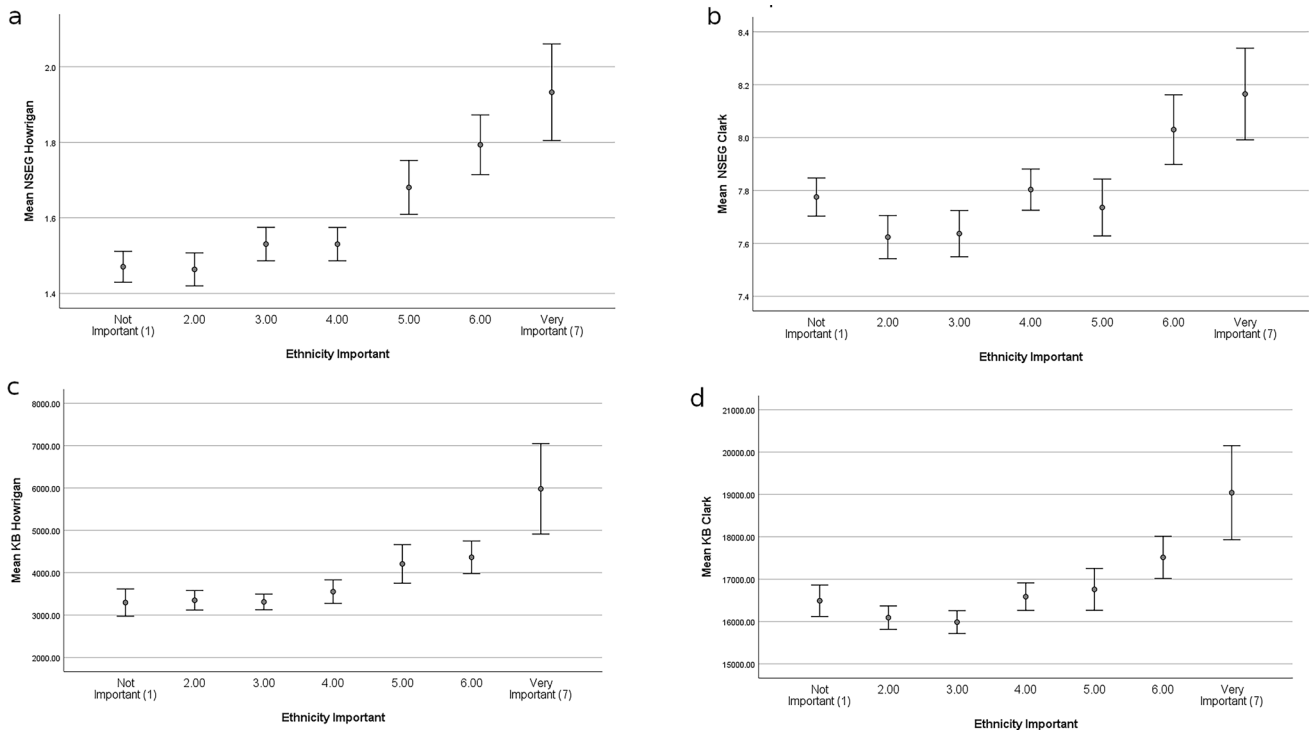 a
Mean NSEG Howrigan
2.0
1.8
1.6
1.4
Not
Important (1)
2.00
3.00
4.00
5.00
6.00
Very
Important (7)
Ethnicity Important
b
Mean NSEG Clark
8.4
8.2
8.0
7.8
7.6
7.4
Not
Important (1)
2.00
3.00
4.00
5.00
6.00
Very
Important (7)
Ethnicity Important
c
Mean KB Howrigan
8000.00
7000.00
6000.00
5000.00
4000.00
3000.00
2000.00
Not
Important (1)
2.00
3.00
4.00
5.00
6.00
Very
Important (7)
Ethnicity Important
d
Mean KB Clark
21000.00
20000.00
19000.00
18000.00
17000.00
16000.00
15000.00
Not
Important (1)
2.00
3.00
4.00
5.00
6.00
Very
Important (7)
Ethnicity Important